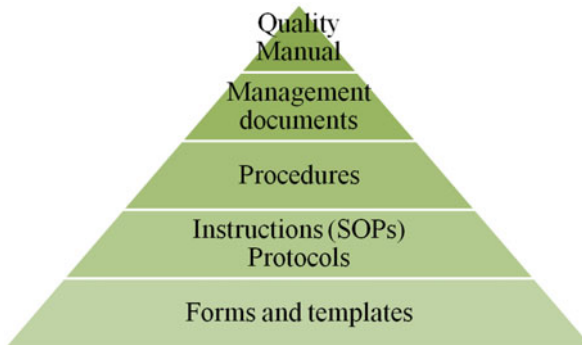 Quality
Manual
Management
documents
Procedures
Instructions (SOPs)
Protocols
Forms and templates